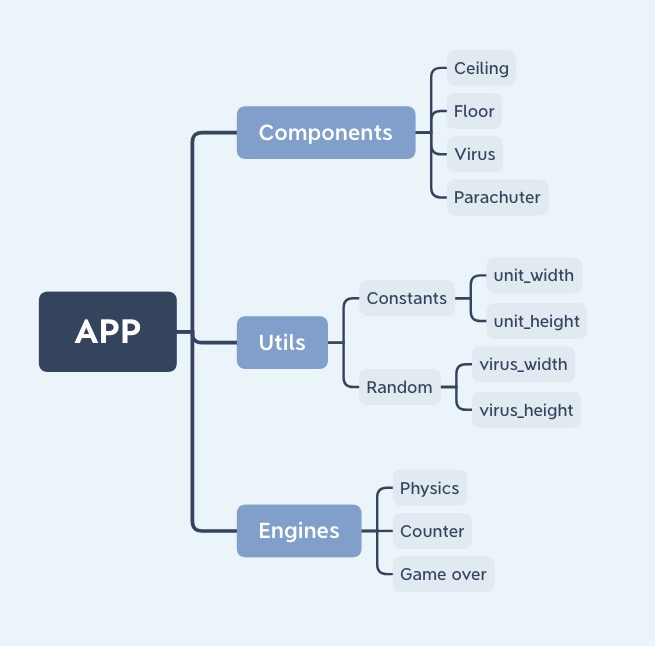 APP
Components
Ceiling
Floor
Virus
Parachuter
Utils
Constants
unit_width
unit_height
Random
virus_width
virus_height
Engines
Physics
Counter
Game over